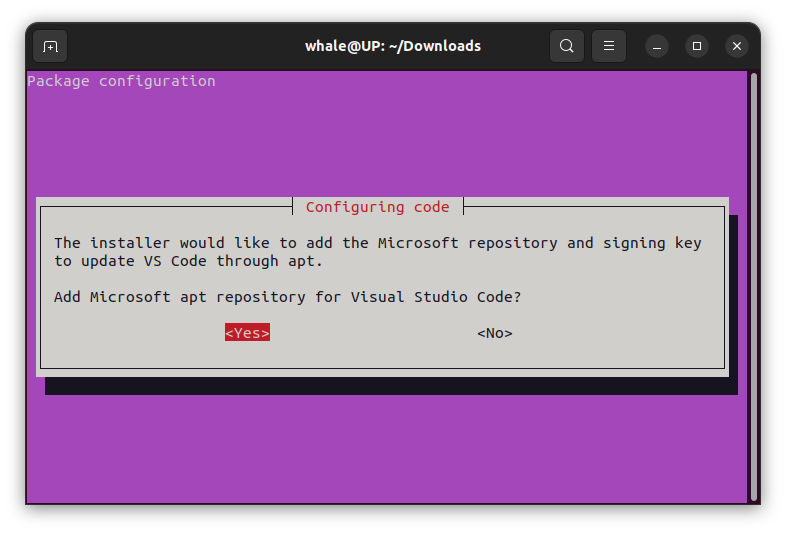 whale@UP: ~/Downloads
Package configuration
Configuring code
The installer would like to add the Microsoft repository and signing key
to update VS Code through apt.
Add Microsoft apt repository for Visual Studio Code?
<Yes> <No>